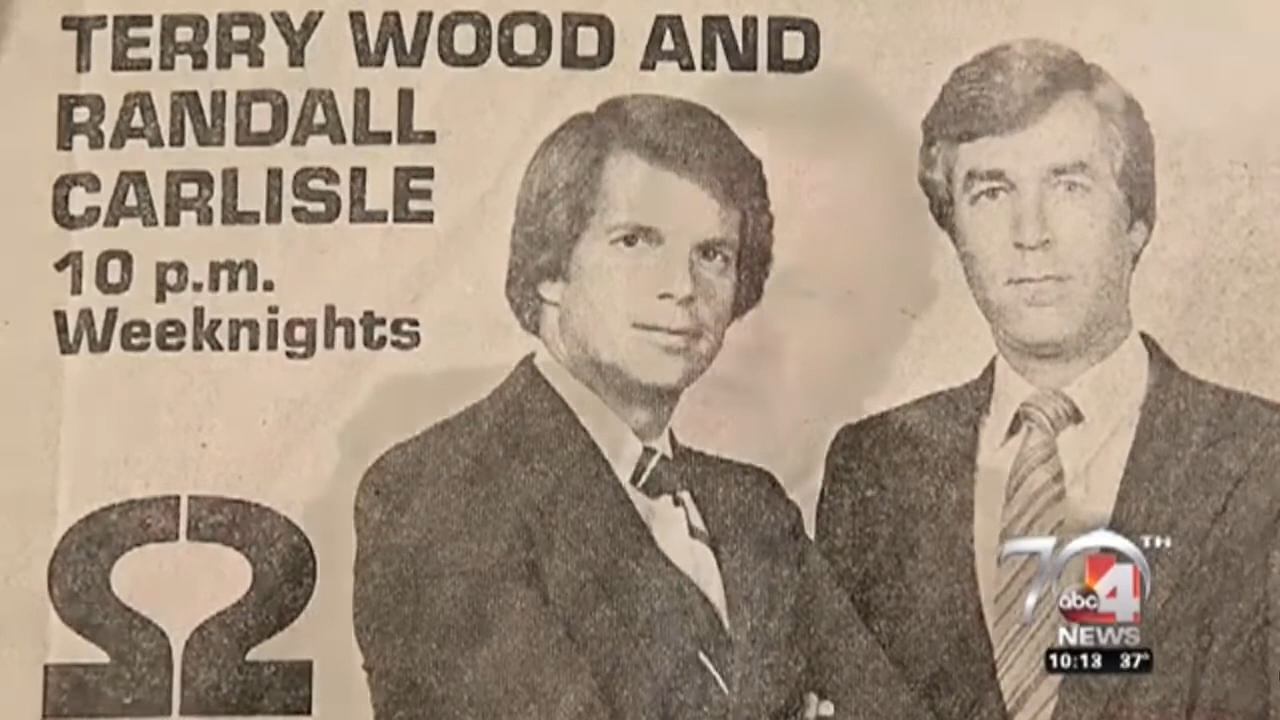 TERRY WOOD AND
RANDALL
CARLISLE
10 p.m.
Weeknights
70TH
abc4
NEWS
10:13 37°